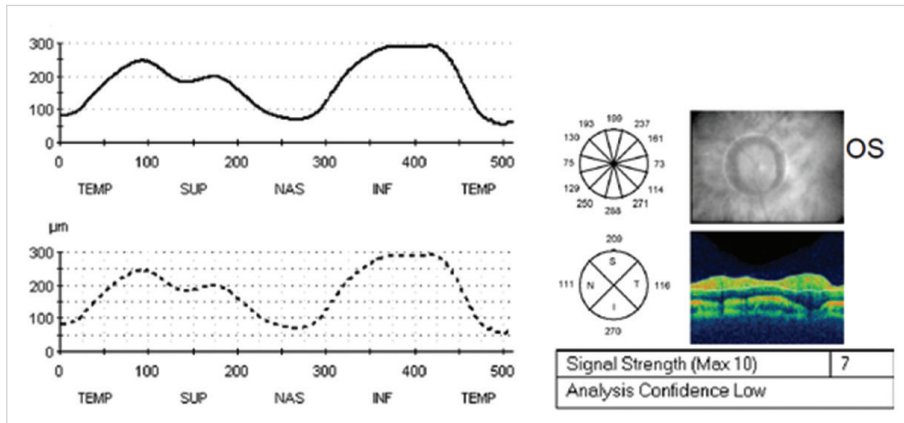 300
200
100
0
0 100 200 300 400 500
TEMP SUP NAS INF TEMP
µm
300
200
100
0
0 100 200 300 400 500
TEMP SUP NAS INF TEMP
199
193 237
130 161
75 73
129 114
250 271
288
OS
209
S
111 N T 116
I
270
Signal Strength (Max 10) 7
Analysis Confidence Low